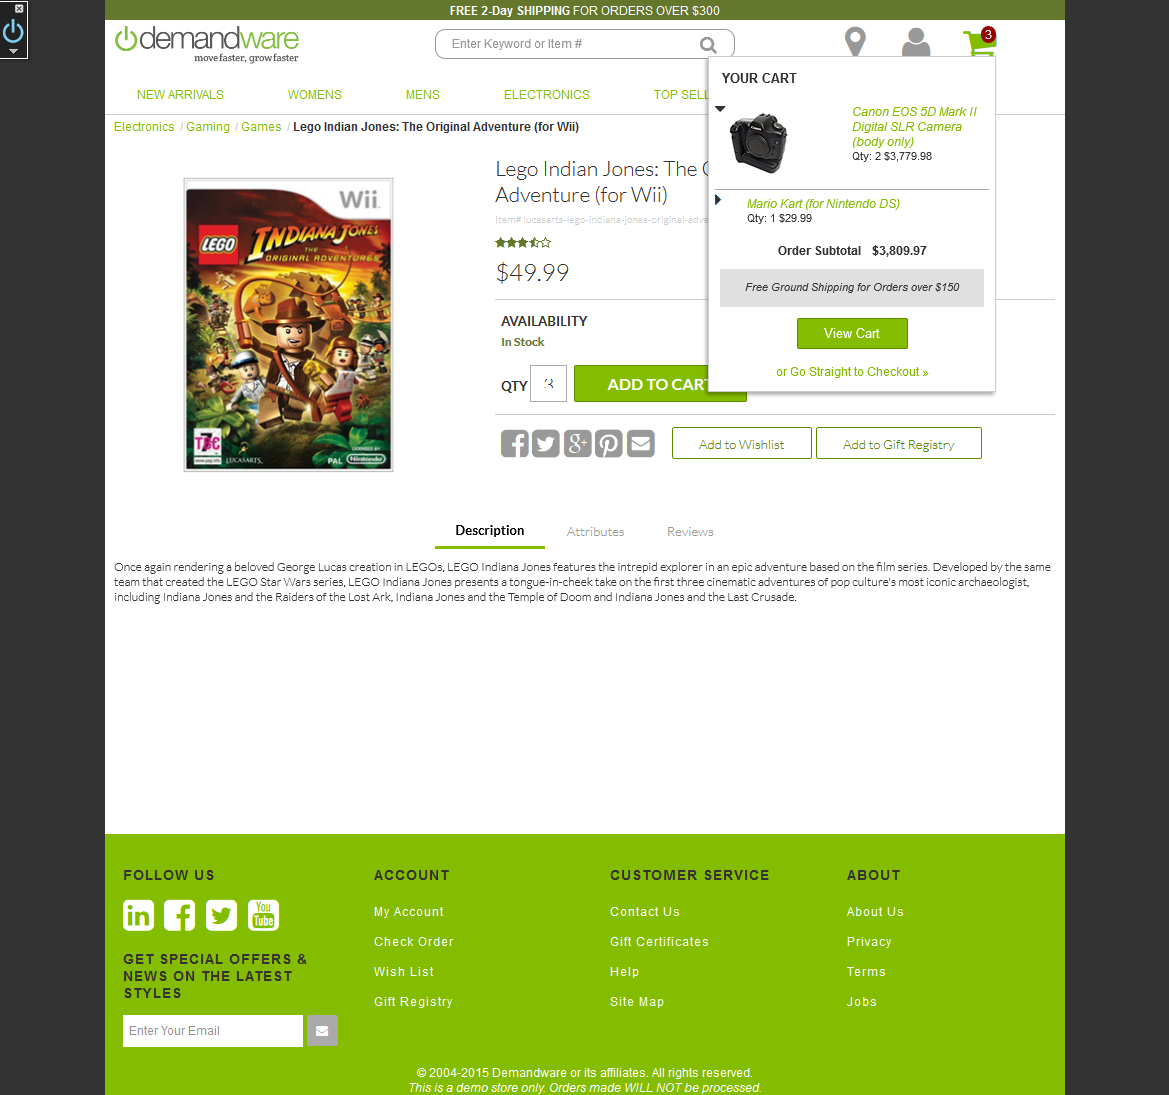 FREE 2-Day SHIPPING FOR ORDERS OVER $300
demandware
move faster, grow faster
Enter Keyword or Item #
3
NEW ARRIVALS
WOMENS
MENS
ELECTRONICS
TOP SELL
Electronics / Gaming / Games / Lego Indian Jones: The Original Adventure (for Wii)
YOUR CART
Canon EOS 5D Mark II
Digital SLR Camera
(body only)
Qty: 2 $3,779.98
Mario Kart (for Nintendo DS)
Qty: 1 $29.99
Order Subtotal $3,809.97
Free Ground Shipping for Orders over $150
View Cart
or Go Straight to Checkout »
Wii
LEGO
INDIANA JONES
THE
ORIGINAL ADVENTURES
LUCASARTS
PAL
Nintendo
Lego Indian Jones: The
Adventure (for Wii)
Item# lucasarts-lego-indiana-jones-original-adve
$49.99
AVAILABILITY
In Stock
QTY
ADD TO CART
Add to Wishlist
Add to Gift Registry
Description
Attributes
Reviews
Once again rendering a beloved George Lucas creation in LEGOs, LEGO Indiana Jones features the intrepid explorer in an epic adventure based on the film series. Developed by the same
team that created the LEGO Star Wars series, LEGO Indiana Jones presents a tongue-in-cheek take on the first three cinematic adventures of pop culture's most iconic archaeologist,
including Indiana Jones and the Raiders of the Lost Ark, Indiana Jones and the Temple of Doom and Indiana Jones and the Last Crusade.
FOLLOW US
You
Tube
GET SPECIAL OFFERS &
NEWS ON THE LATEST
STYLES
Enter Your Email
ACCOUNT
My Account
Check Order
Wish List
Gift Registry
CUSTOMER SERVICE
Contact Us
Gift Certificates
Help
Site Map
ABOUT
About Us
Privacy
Terms
Jobs
© 2004-2015 Demandware or its affiliates. All rights reserved.
This is a demo store only. Orders made WILL NOT be processed.